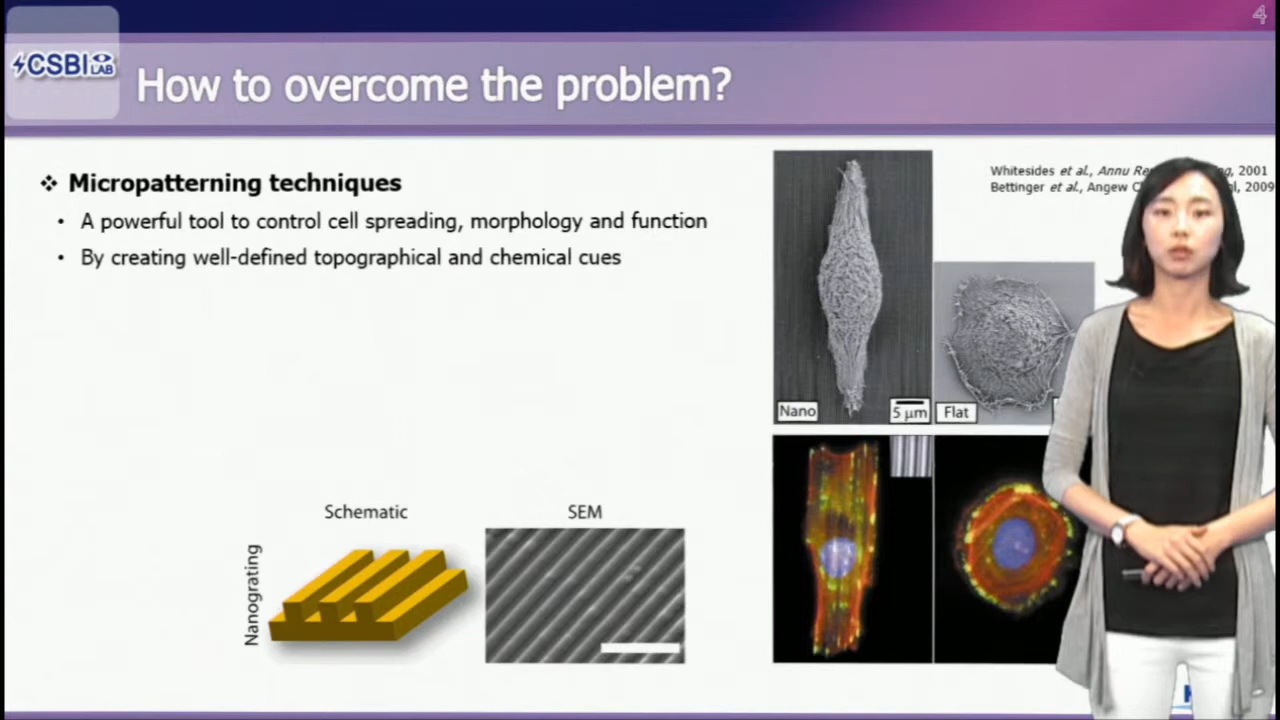 4
CSBI LAB
How to overcome the problem?
❖ Micropatterning techniques
• A powerful tool to control cell spreading, morphology and function
• By creating well-defined topographical and chemical cues
Whitesides et al., Annu 2001
Bettinger et al., Angew 2009
Nano
5 μm
Flat
Schematic
SEM
Nanograting